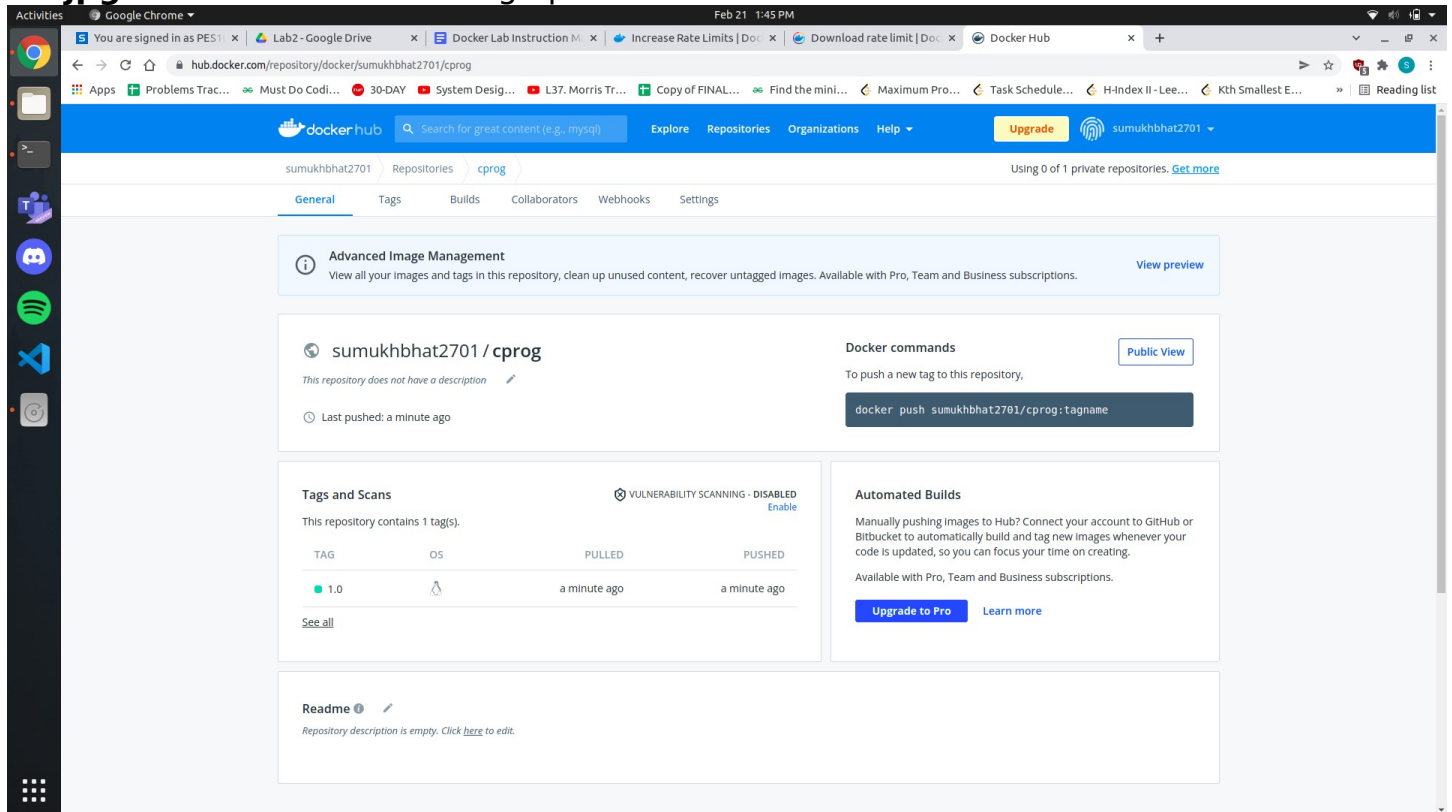 Activities Google Chrome Feb 21 1:45 PM
You are signed in as PES1 Lab2 - Google Drive Docker Lab Instruction M Increase Rate Limits | Doc Download rate limit | Doc Docker Hub
hub.docker.com/repository/docker/sumukhbhat2701/cprog
Apps Problems Trac... Must Do Codi... 30-DAY System Desig... L37. Morris Tr... Copy of FINAL... Find the mini... Maximum Pro... Task Schedule... H-Index II - Lee... Kth Smallest E... » Reading list
docker hub Search for great content (e.g., mysql) Explore Repositories Organizations Help Upgrade sumukhbhat2701
sumukhbhat2701 Repositories cprog Using 0 of 1 private repositories. Get more
General Tags Builds Collaborators Webhooks Settings
Advanced Image Management
View all your images and tags in this repository, clean up unused content, recover untagged images. Available with Pro, Team and Business subscriptions. View preview
sumukhbhat2701 / cprog
This repository does not have a description
Last pushed: a minute ago
Docker commands Public View
To push a new tag to this repository,
docker push sumukhbhat2701/cprog:tagname
Tags and Scans VULNERABILITY SCANNING - DISABLED
Enable
This repository contains 1 tag(s).
TAG OS PULLED PUSHED
1.0 a minute ago a minute ago
See all
Automated Builds
Manually pushing images to Hub? Connect your account to GitHub or
Bitbucket to automatically build and tag new images whenever your
code is updated, so you can focus your time on creating.
Available with Pro, Team and Business subscriptions.
Upgrade to Pro Learn more
Readme
Repository description is empty. Click here to edit.